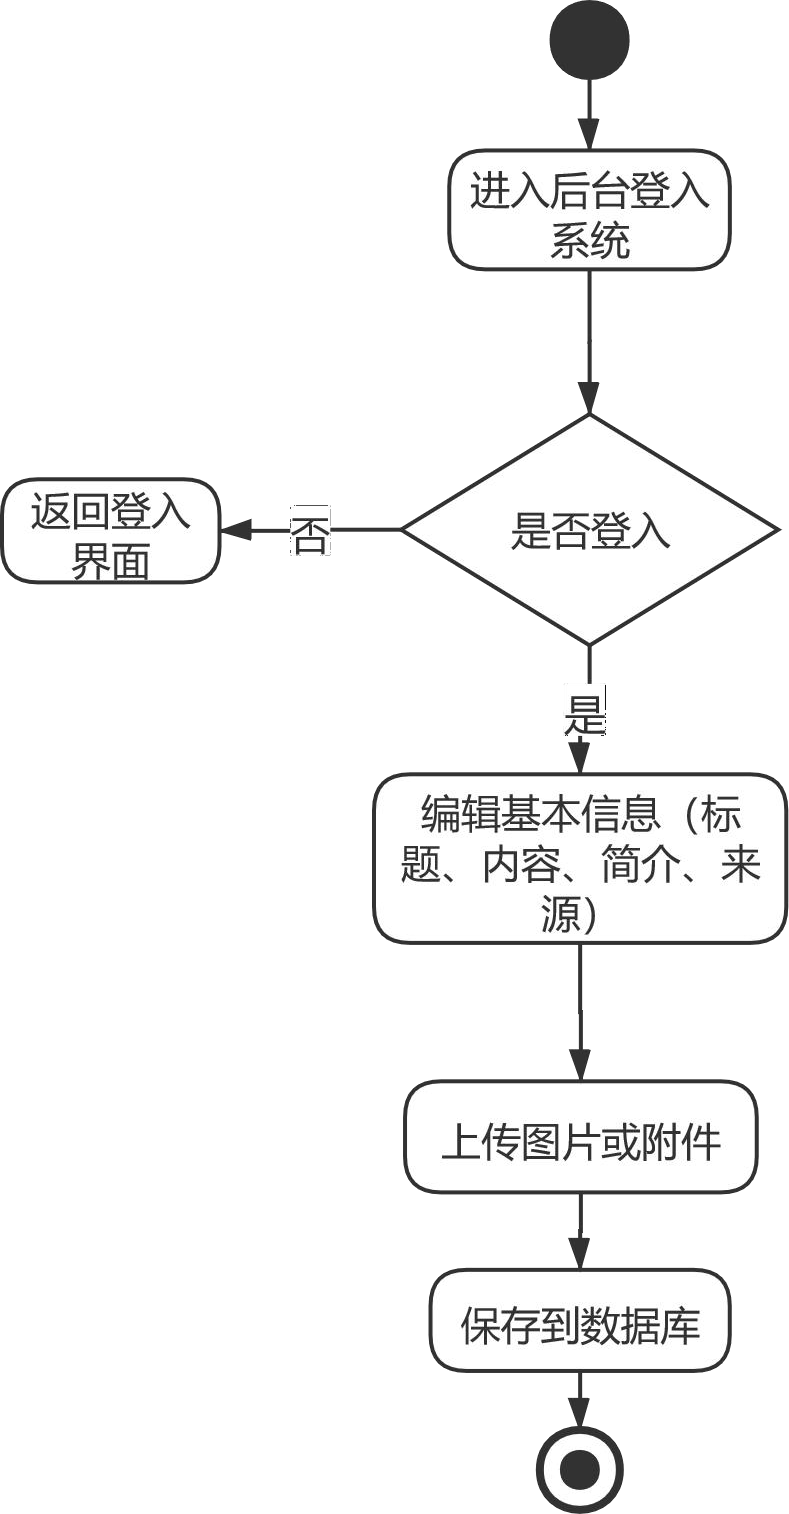 进入后台登入
系统
是否登入
否
返回登入
界面
是
编辑基本信息（标
题、内容、简介、来
源）
上传图片或附件
保存到数据库